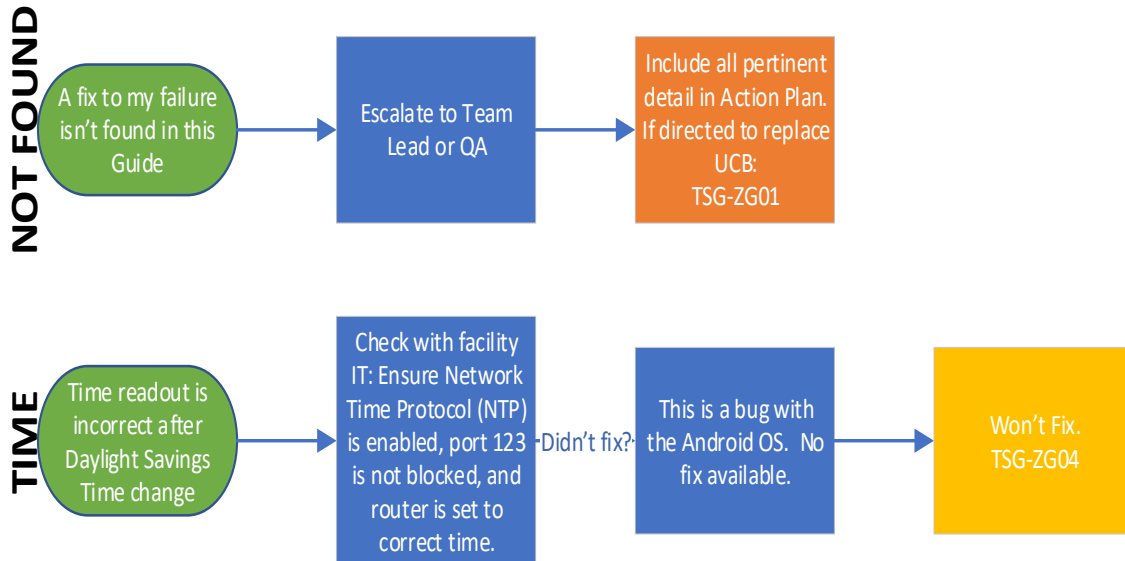 NOT FOUND
A fix to my failure
isn't found in this
Guide
Escalate to Team
Lead or QA
Include all pertinent
detail in Action Plan.
If directed to replace
UCB:
TSG-ZG01
TIME
Time readout is
incorrect after
Daylight Savings
Time change
Check with facility
IT: Ensure Network
Time Protocol (NTP)
is enabled, port 123
is not blocked, and
router is set to
correct time.
Didn't fix?
This is a bug with
the Android OS.  No
fix available.
Won't Fix.
TSG-ZG04